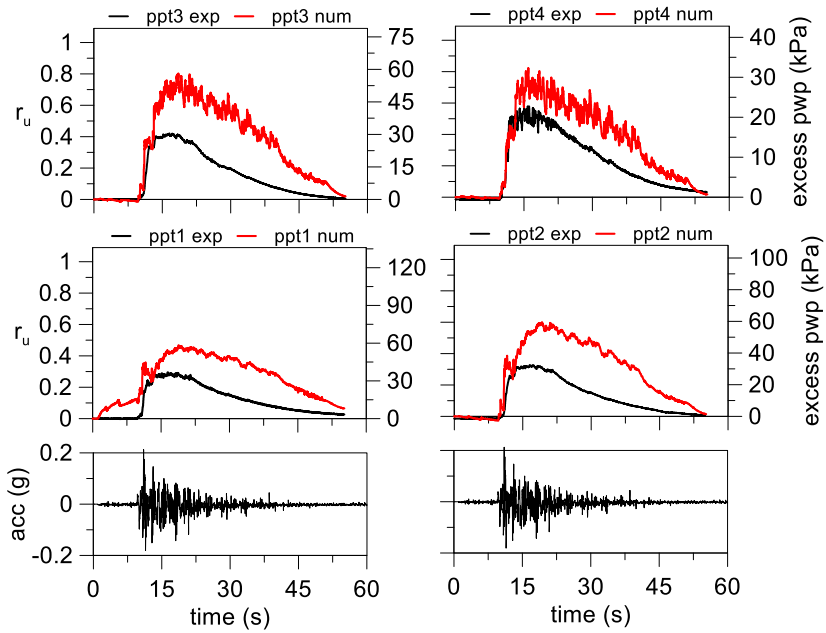 ppt3 exp ppt3 num ppt4 exp ppt4 num
1 75 40
0.8 60 30
0.6 45
r_u 20
0.4 30
0.2 15 10
0 0 0
excess pwp (kPa)
ppt1 exp ppt1 num ppt2 exp ppt2 num
1 120 100
0.8 90 80
0.6 60
r_u 60
0.4 40
0.2 30 20
0 0 0
excess pwp (kPa)
0.2
0
-0.2
acc (g)
0 15 30 45 60 0 15 30 45 60
time (s) time (s)